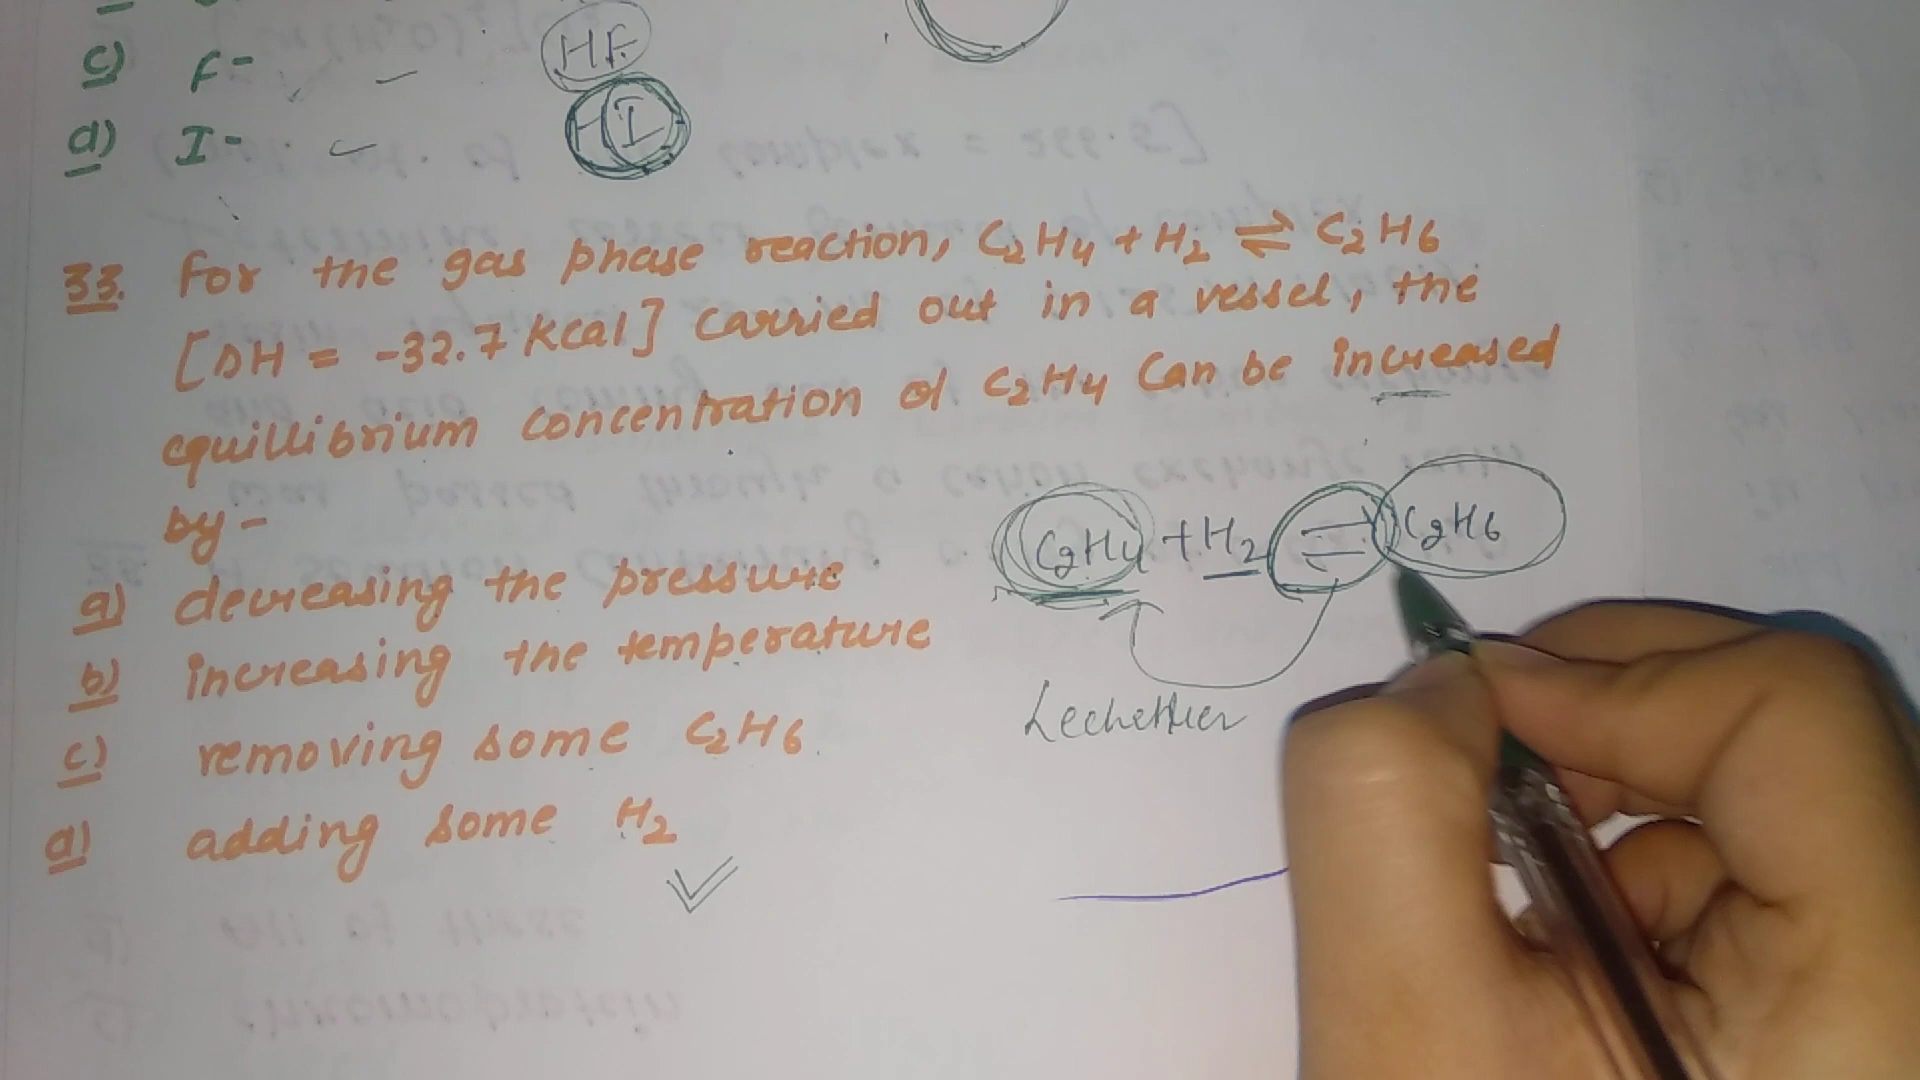 c) F-
HF
d) I-
HI
33. For the gas phase reaction, C2H4 + H2 ⇌ C2H6
[ΔH = -32.7 Kcal] carried out in a vessel, the
equillibrium concentration of C2H4 can be increased
by-
C2H4 + H2 ⇌ C2H6
a) decreasing the pressure
b) increasing the temperature
c) removing some C2H6
d) adding some H2